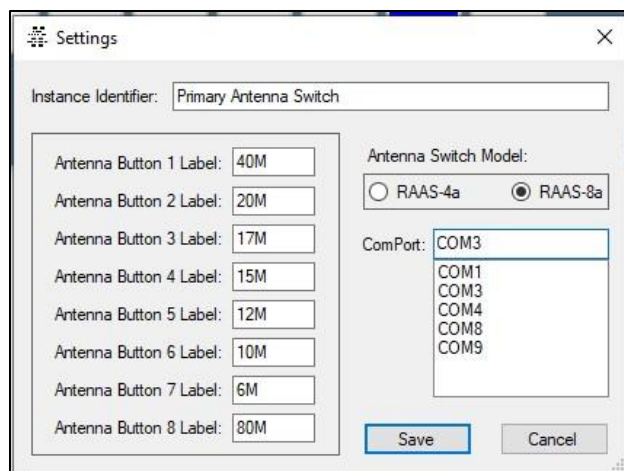 Settings
Instance Identifier: Primary Antenna Switch
Antenna Button 1 Label: 40M
Antenna Button 2 Label: 20M
Antenna Button 3 Label: 17M
Antenna Button 4 Label: 15M
Antenna Button 5 Label: 12M
Antenna Button 6 Label: 10M
Antenna Button 7 Label: 6M
Antenna Button 8 Label: 80M
Antenna Switch Model:
RAAS-4a RAAS-8a
ComPort: COM3
COM1
COM3
COM4
COM8
COM9
Save Cancel